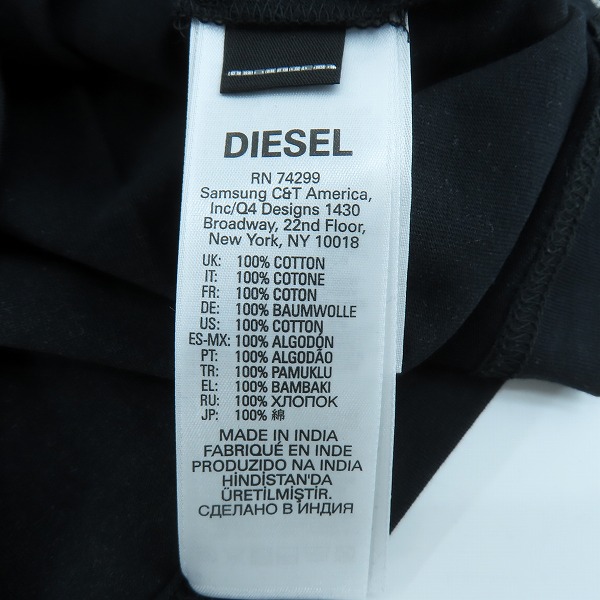 DIESEL
RN 74299
Samsung C&T America,
Inc/Q4 Designs 1430
Broadway, 22nd Floor,
New York, NY 10018
UK: 100% COTTON
IT: 100% COTONE
FR: 100% COTON
DE: 100% BAUMWOLLE
US: 100% COTTON
ES-MX: 100% ALGODON
PT: 100% ALGODÃO
TR: 100% PAMUKLU
EL: 100% BAMBAKI
RU: 100% ХЛОПОК
JP: 100% 綿
MADE IN INDIA
FABRIQUÉ EN INDE
PRODUZIDO NA INDIA
HİNDİSTAN'DA
ÜRETİLMİŞTİR.
СДЕЛАНО В ИНДИЯ